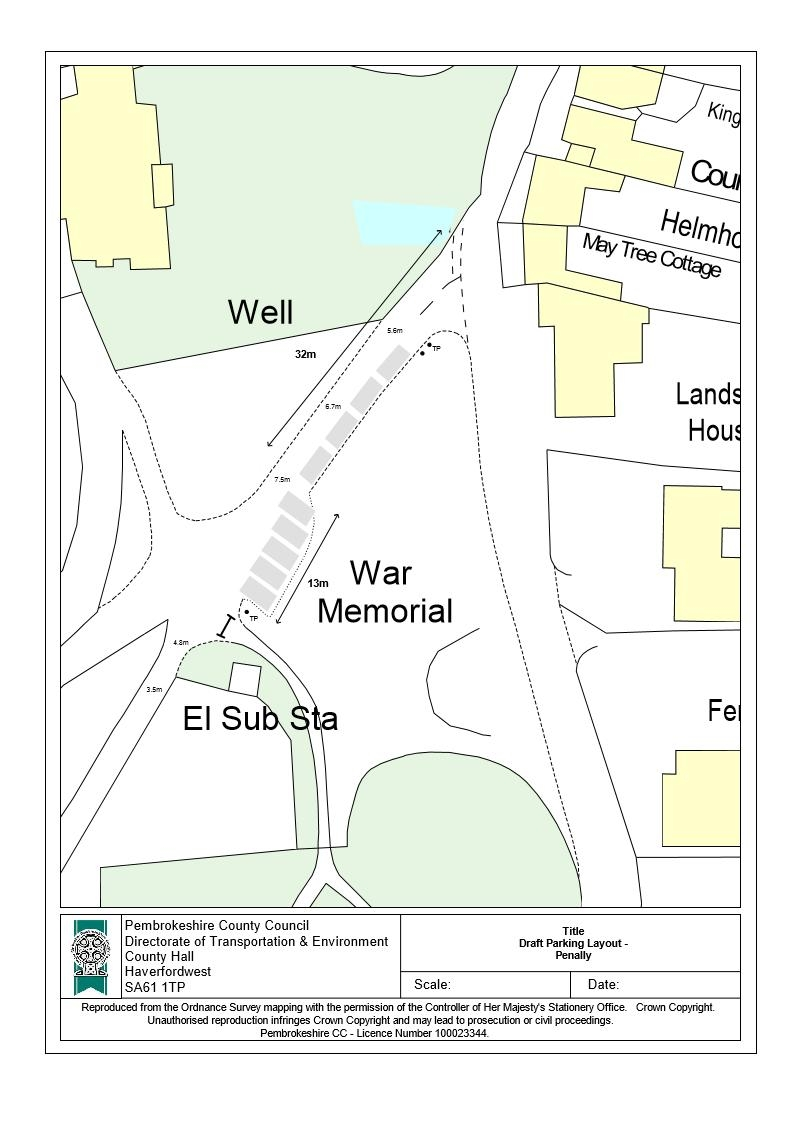 King
Cour
Helmho
May Tree Cottage
Well
5.6m
TP
32m
6.7m
Lands
Hous
7.5m
War
Memorial
13m
TP
4.8m
3.5m
El Sub Sta
Fer
Pembrokeshire County Council
Directorate of Transportation & Environment
County Hall
Haverfordwest
SA61 1TP
Title
Draft Parking Layout -
Penally
Scale:
Date:
Reproduced from the Ordnance Survey mapping with the permission of the Controller of Her Majesty's Stationery Office. Crown Copyright.
Unauthorised reproduction infringes Crown Copyright and may lead to prosecution or civil proceedings.
Pembrokeshire CC - Licence Number 100023344.